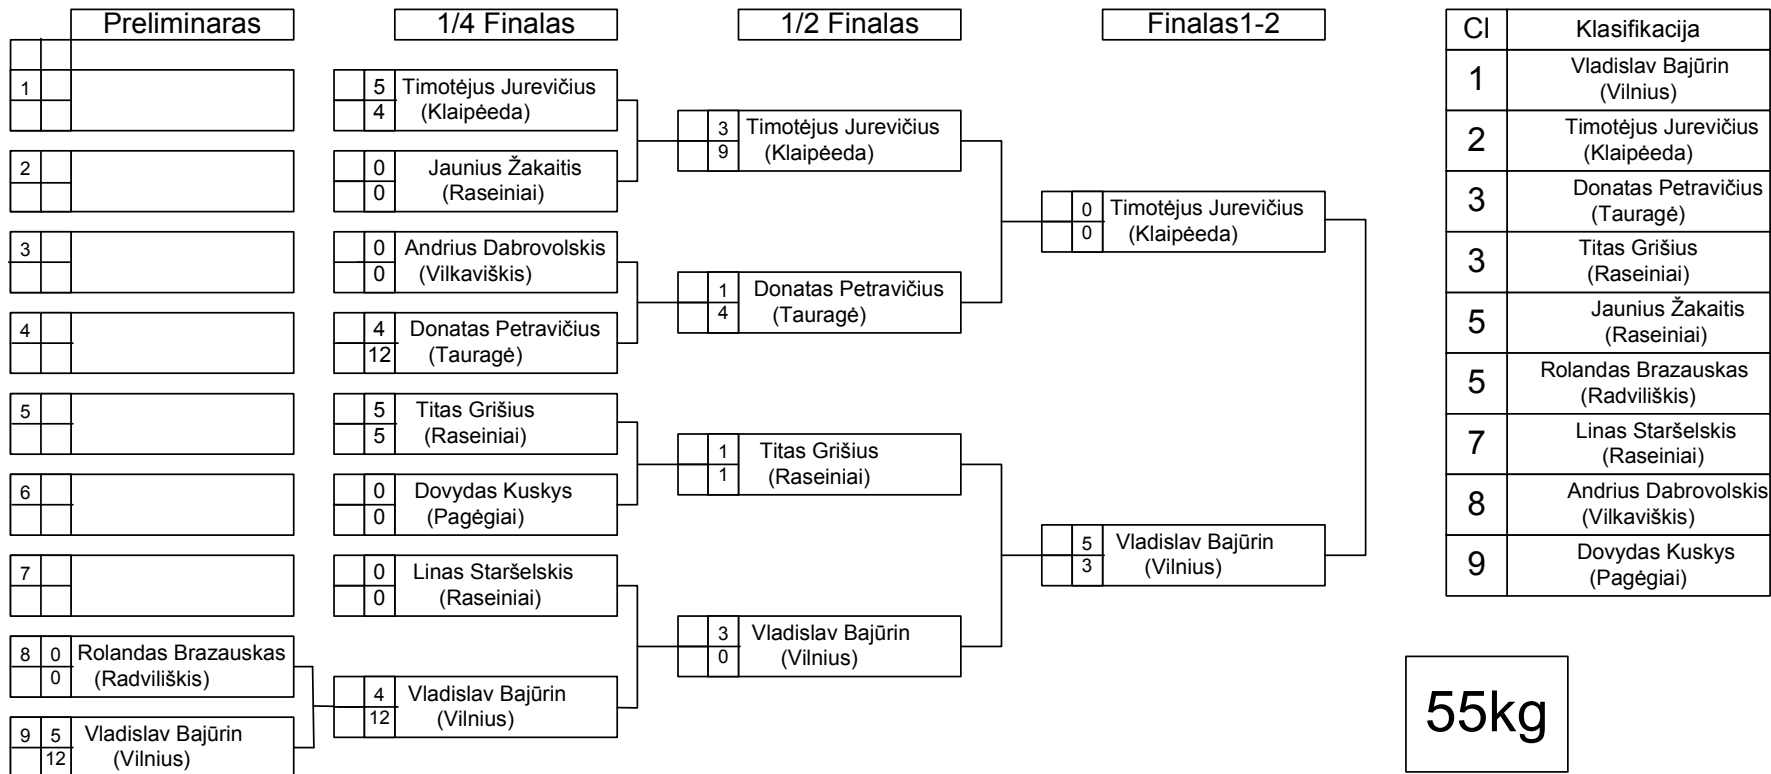 Preliminaras
1
2
3
4
5
6
7
8 0 Rolandas Brazauskas
0 (Radviliškis)
9 5 Vladislav Bajūrin
12 (Vilnius)
1/4 Finalas
5 Timotėjus Jurevičius
4 (Klaipėeda)
0 Jaunius Žakaitis
0 (Raseiniai)
0 Andrius Dabrovolskis
0 (Vilkaviškis)
4 Donatas Petravičius
12 (Tauragė)
5 Titas Grišius
5 (Raseiniai)
0 Dovydas Kuskys
0 (Pagėgiai)
0 Linas Staršelskis
0 (Raseiniai)
4 Vladislav Bajūrin
12 (Vilnius)
1/2 Finalas
3 Timotėjus Jurevičius
9 (Klaipėeda)
1 Donatas Petravičius
4 (Tauragė)
1 Titas Grišius
1 (Raseiniai)
3 Vladislav Bajūrin
0 (Vilnius)
Finalas1-2
0 Timotėjus Jurevičius
0 (Klaipėeda)
5 Vladislav Bajūrin
3 (Vilnius)
Cl Klasifikacija
1 Vladislav Bajūrin
(Vilnius)
2 Timotėjus Jurevičius
(Klaipėeda)
3 Donatas Petravičius
(Tauragė)
3 Titas Grišius
(Raseiniai)
5 Jaunius Žakaitis
(Raseiniai)
5 Rolandas Brazauskas
(Radviliškis)
7 Linas Staršelskis
(Raseiniai)
8 Andrius Dabrovolskis
(Vilkaviškis)
9 Dovydas Kuskys
(Pagėgiai)
55kg